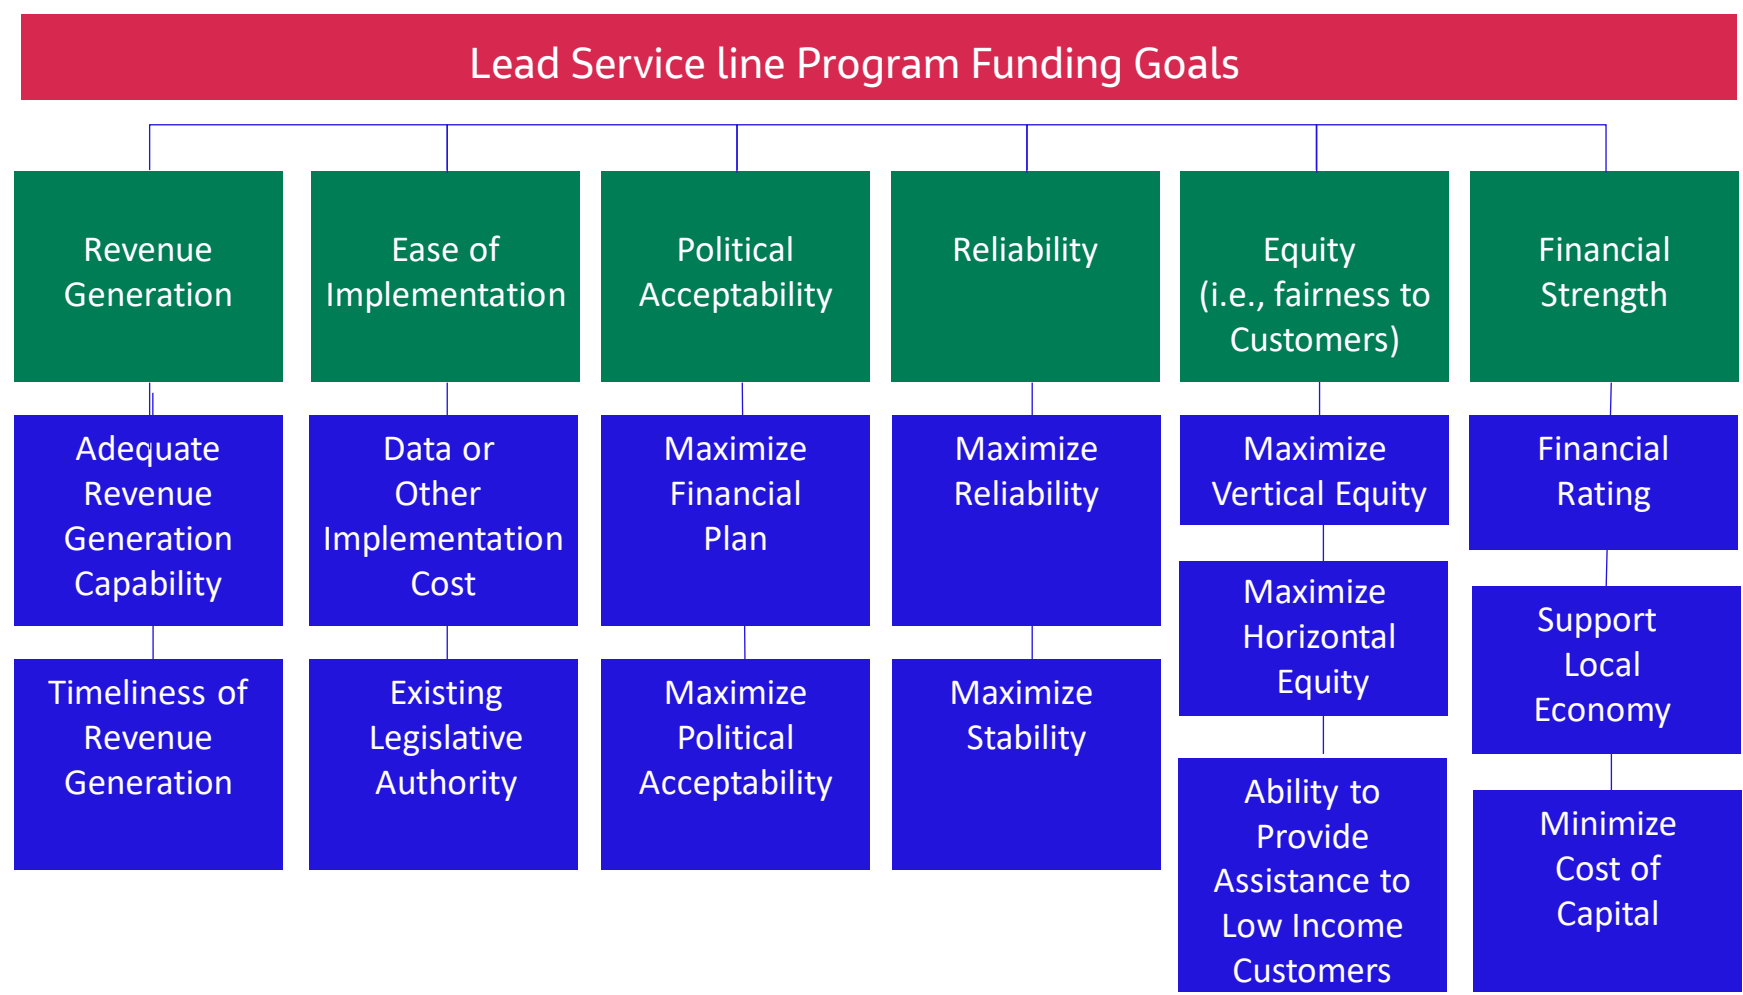 Lead Service line Program Funding Goals
Revenue
Generation
Ease of
Implementation
Political
Acceptability
Reliability
Equity
(i.e., fairness to
Customers)
Financial
Strength
Adequate
Revenue
Generation
Capability
Data or
Other
Implementation
Cost
Maximize
Financial
Plan
Maximize
Reliability
Maximize
Vertical Equity
Financial
Rating
Timeliness of
Revenue
Generation
Existing
Legislative
Authority
Maximize
Political
Acceptability
Maximize
Stability
Maximize
Horizontal
Equity
Support
Local
Economy
Ability to
Provide
Assistance to
Low Income
Customers
Minimize
Cost of
Capital